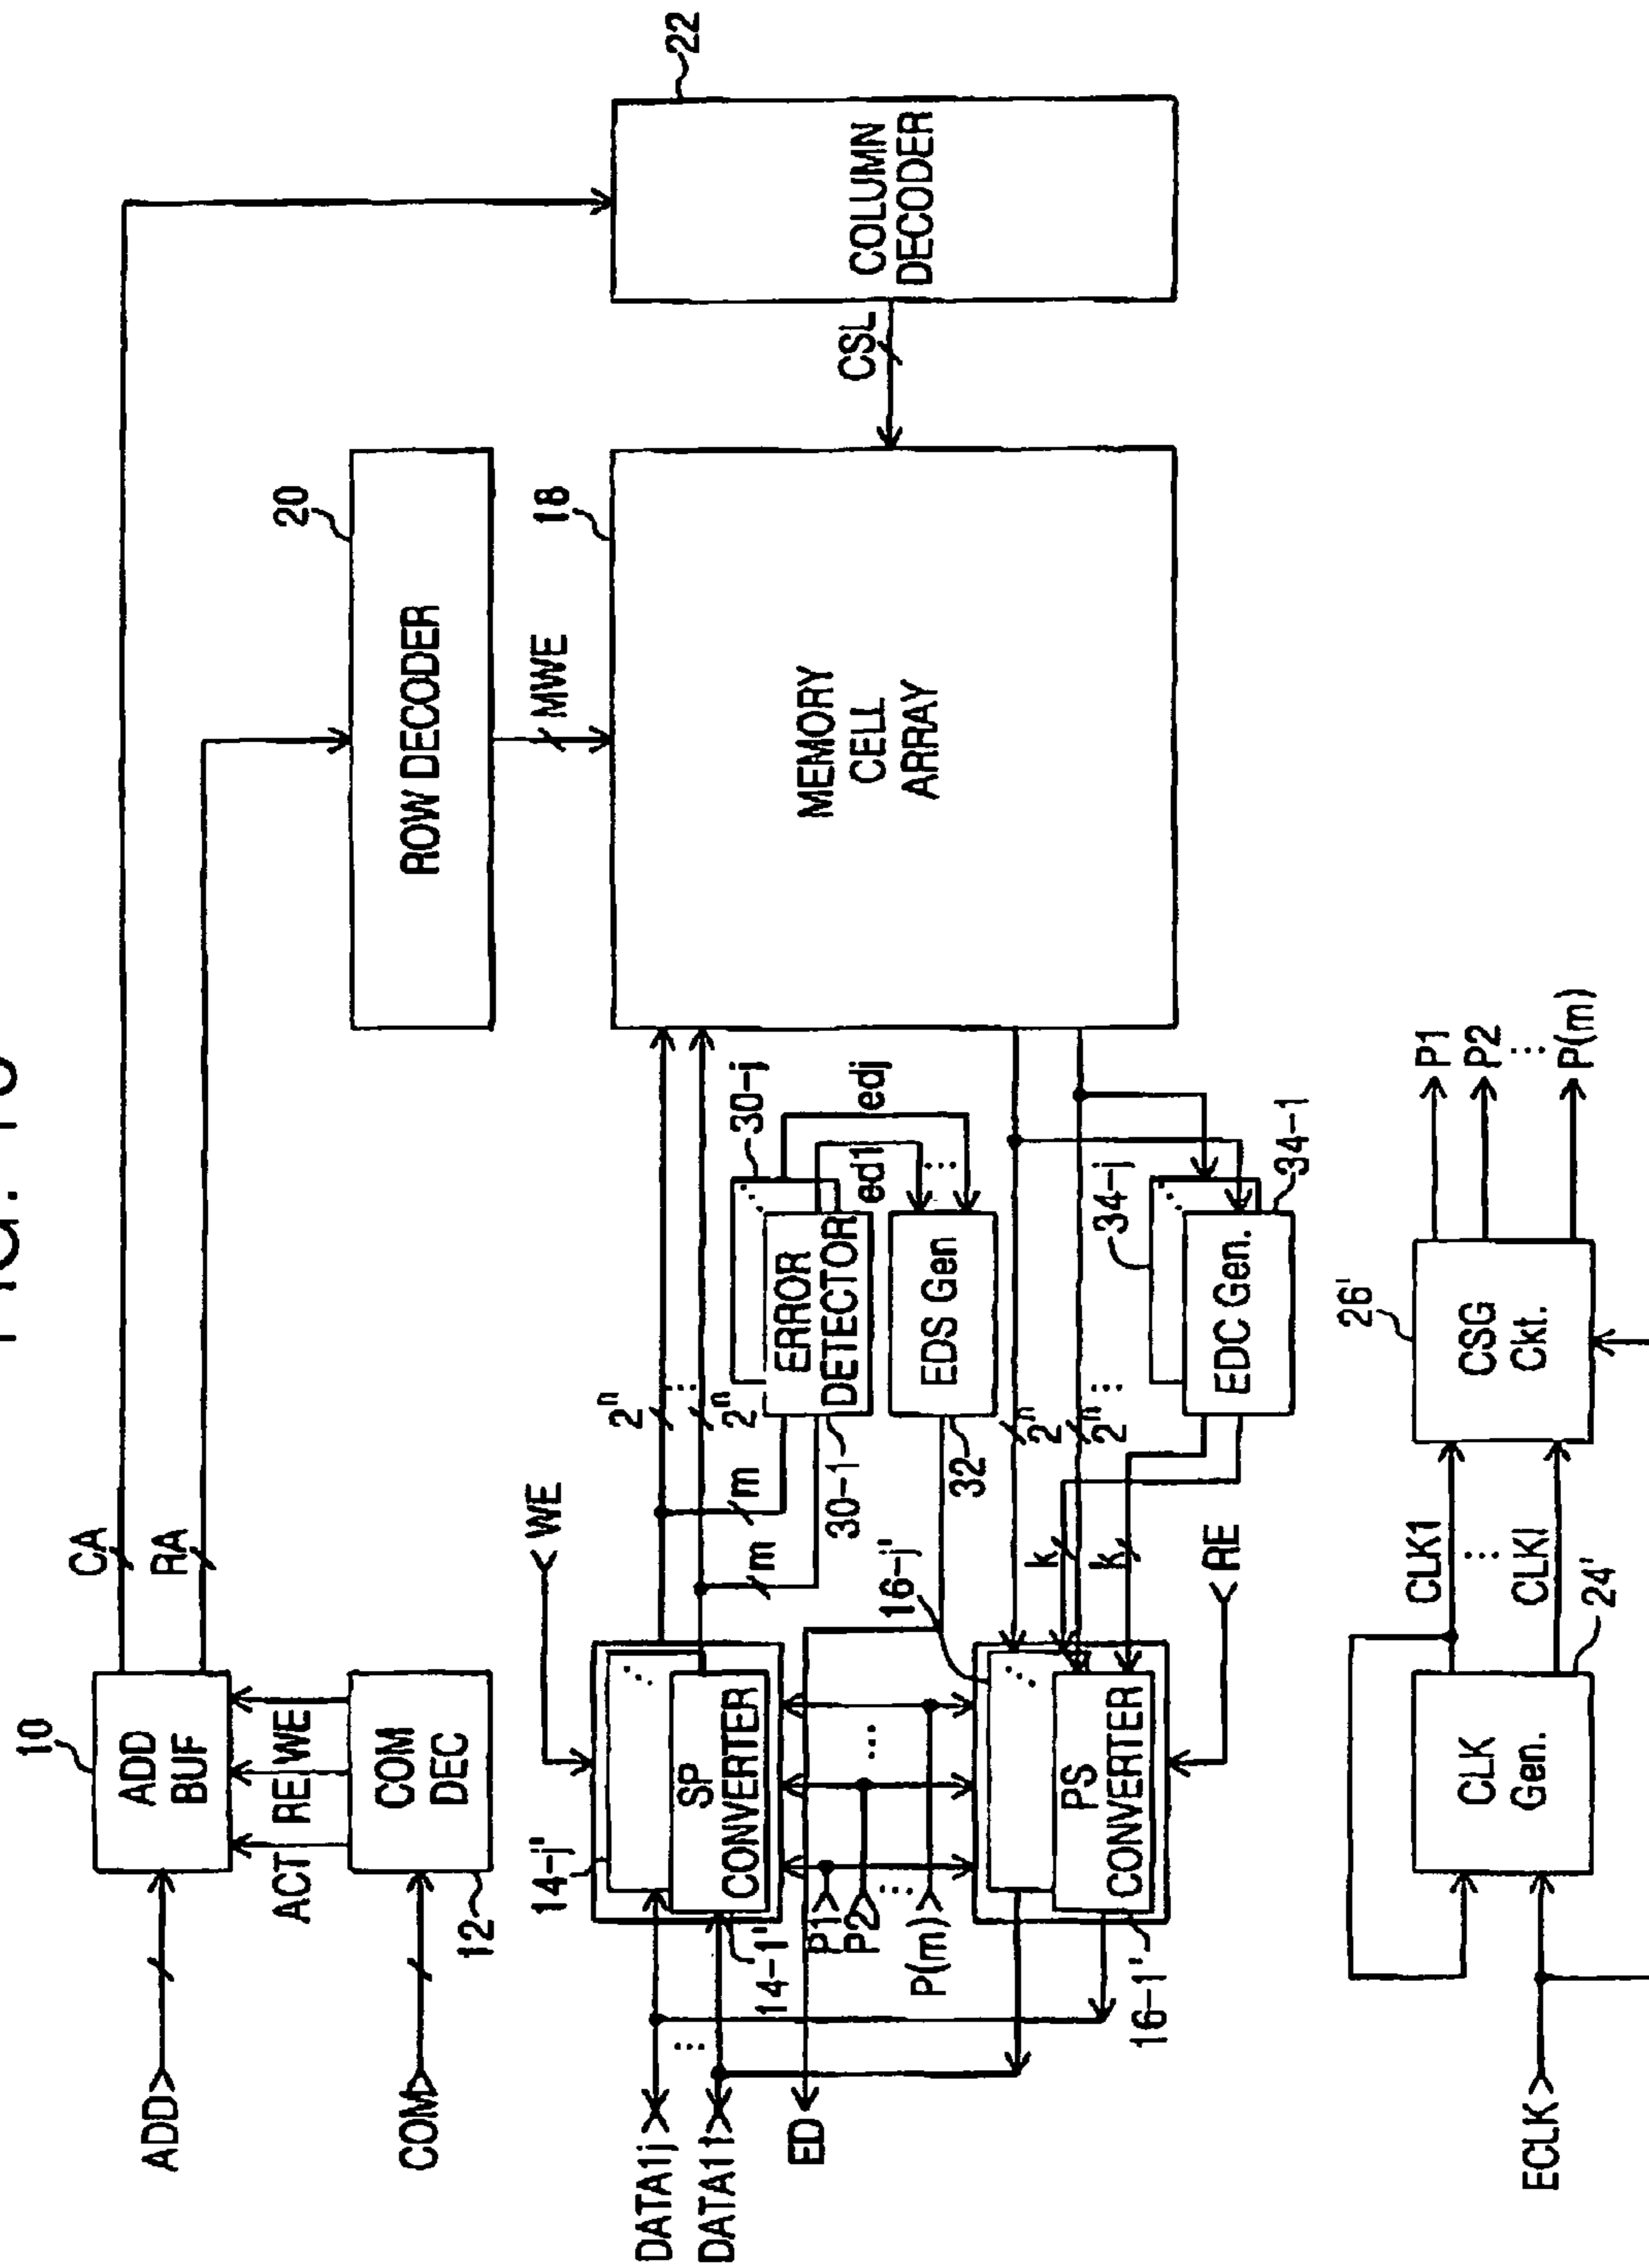 ADD
10
ADD
BUF
CA
RA
ACT RE WE
COM
COM
DEC
12
20
ROW DECODER
MWE
18
MEMORY
CELL
ARRAY
22
COLUMN
DECODER
CSL
WE
14-j'
SP
CONVERTER
14-1'
DATA1j
DATA11
ED
2^n
2^n
m
m
30-j
ERROR
DETECTOR
30-1
ed1
edj
EDS Gen
32
P1
P2
P(m)
16-j'
PS
CONVERTER
16-1'
k
k
2^n
2^n
34-j
EDC Gen.
34-1
RE
ECLK
CLK
Gen.
24'
CLK1
CLKl
26'
CSG
Ckt.
P1
P2
P(m)